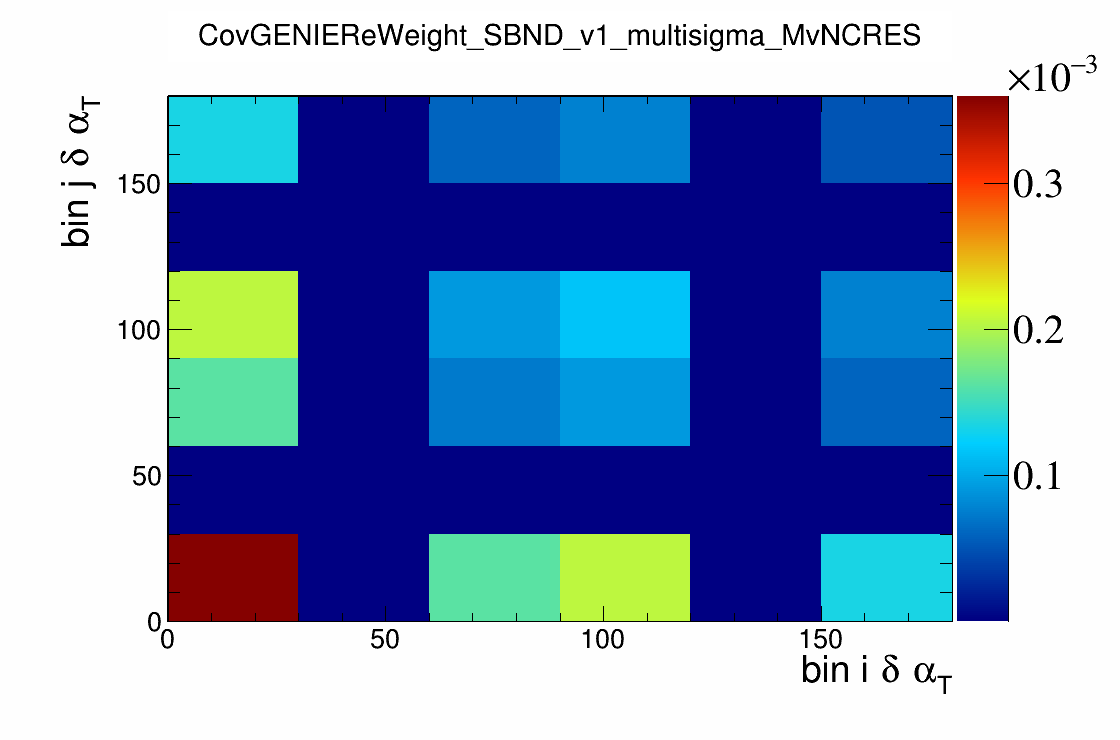 CovGENIEReWeight_SBND_v1_multisigma_MvNCRES
×10⁻³
bin j δ α_T
150
100
50
0
0.3
0.2
0.1
0 50 100 150
bin i δ α_T